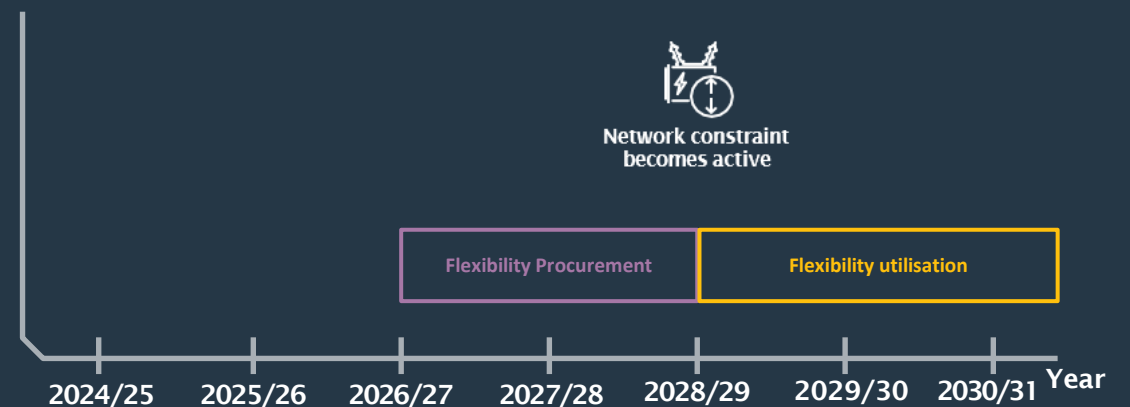 Network constraint
becomes active
Flexibility Procurement
Flexibility utilisation
2024/25
2025/26
2026/27
2027/28
2028/29
2029/30
2030/31
Year